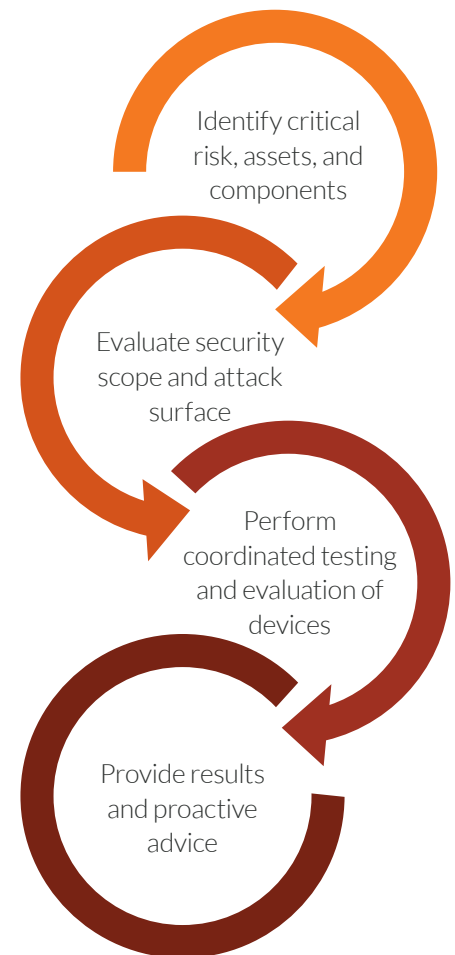 Identify critical
risk, assets, and
components
Evaluate security
scope and attack
surface
Perform
coordinated testing
and evaluation of
devices
Provide results
and proactive
advice